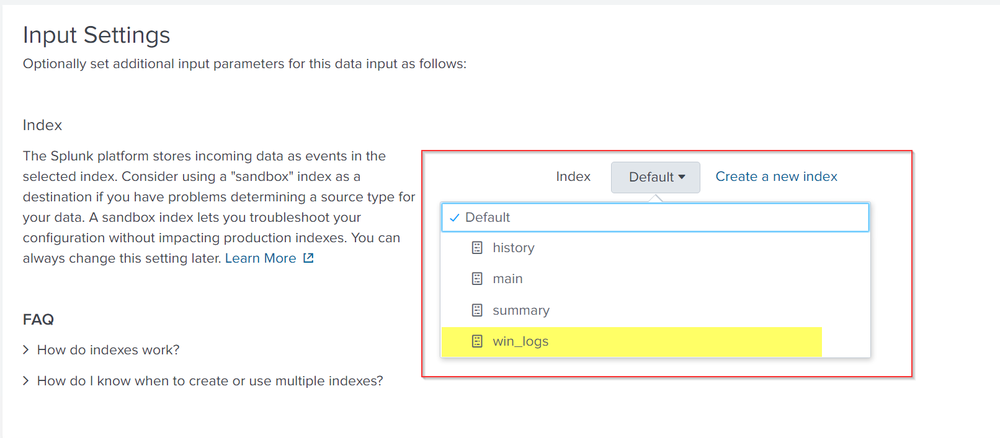 Input Settings
Optionally set additional input parameters for this data input as follows:
Index
The Splunk platform stores incoming data as events in the
selected index. Consider using a "sandbox" index as a
destination if you have problems determining a source type for
your data. A sandbox index lets you troubleshoot your
configuration without impacting production indexes. You can
always change this setting later. Learn More
FAQ
How do indexes work?
How do I know when to create or use multiple indexes?
Index Default Create a new index
Default
history
main
summary
win_logs